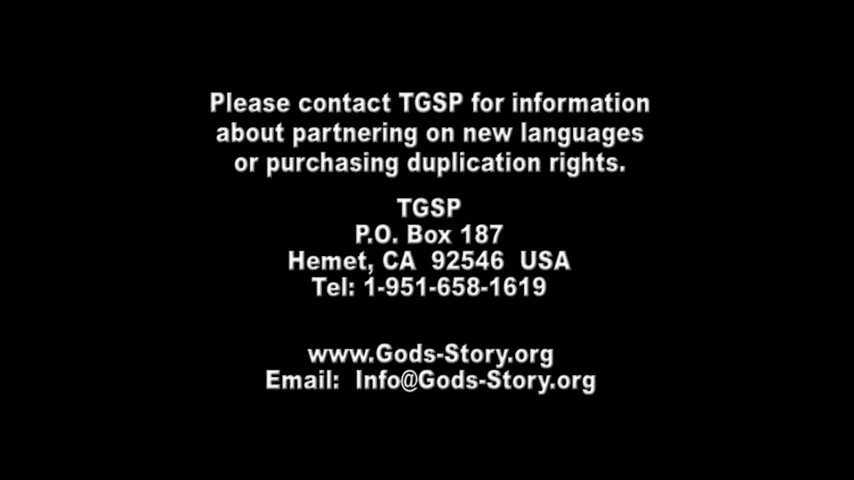 Please contact TGSP for information
about partnering on new languages
or purchasing duplication rights.
TGSP
P.O. Box 187
Hemet, CA 92546 USA
Tel: 1-951-658-1619
www.Gods-Story.org
Email: Info@Gods-Story.org